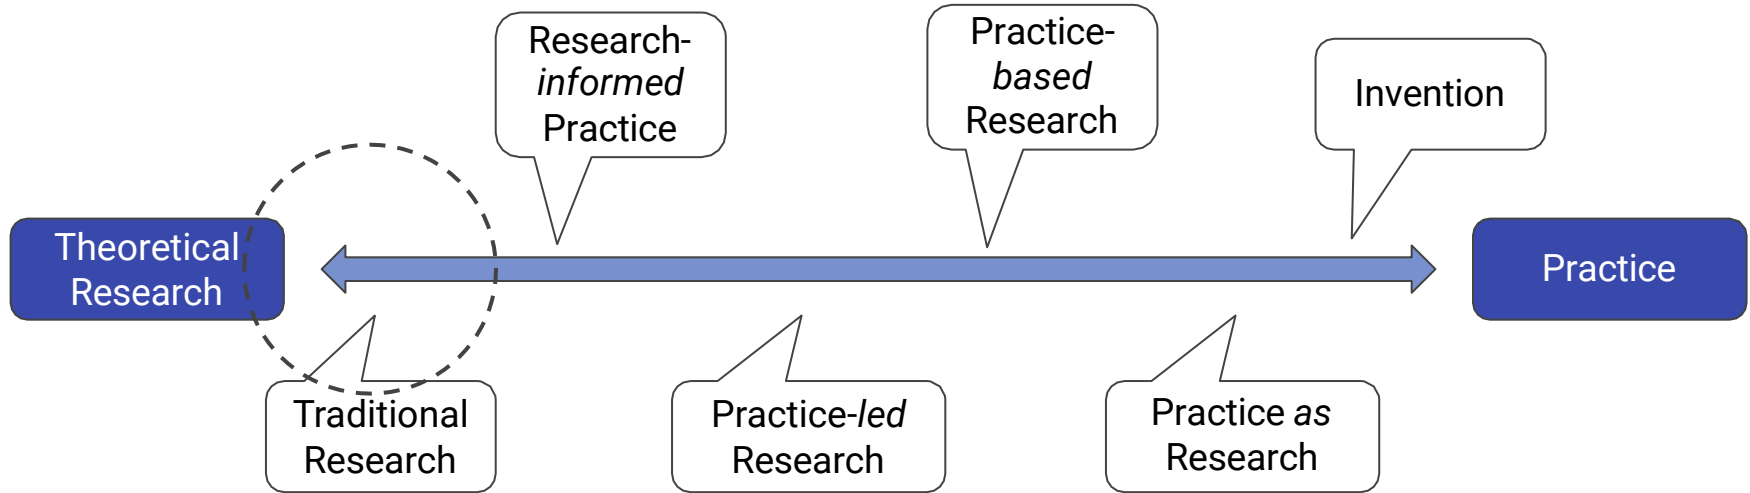 Research-
informed
Practice
Practice-
based
Research
Invention
Theoretical
Research
Practice
Traditional
Research
Practice-led
Research
Practice as
Research